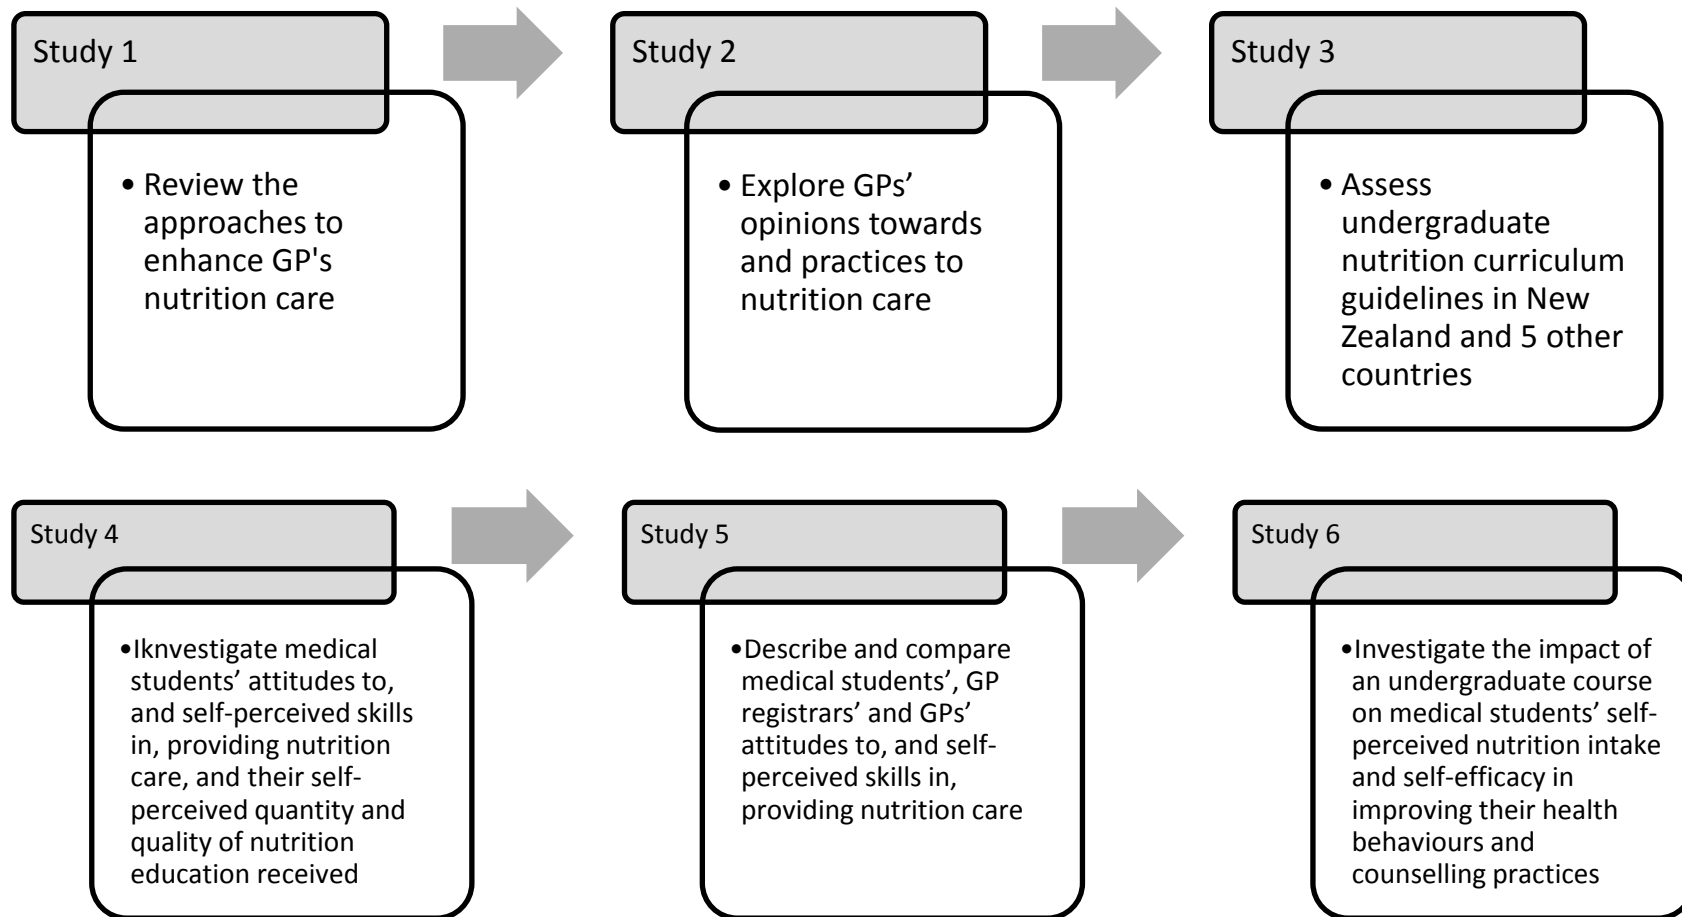 Study 1
• Review the
approaches to
enhance GP's
nutrition care
Study 2
• Explore GPs’
opinions towards
and practices to
nutrition care
Study 3
• Assess
undergraduate
nutrition curriculum
guidelines in New
Zealand and 5 other
countries
Study 4
•Iknvestigate medical
students’ attitudes to,
and self-perceived skills
in, providing nutrition
care, and their self-
perceived quantity and
quality of nutrition
education received
Study 5
•Describe and compare
medical students’, GP
registrars’ and GPs’
attitudes to, and self-
perceived skills in,
providing nutrition care
Study 6
•Investigate the impact of
an undergraduate course
on medical students’ self-
perceived nutrition intake
and self-efficacy in
improving their health
behaviours and
counselling practices